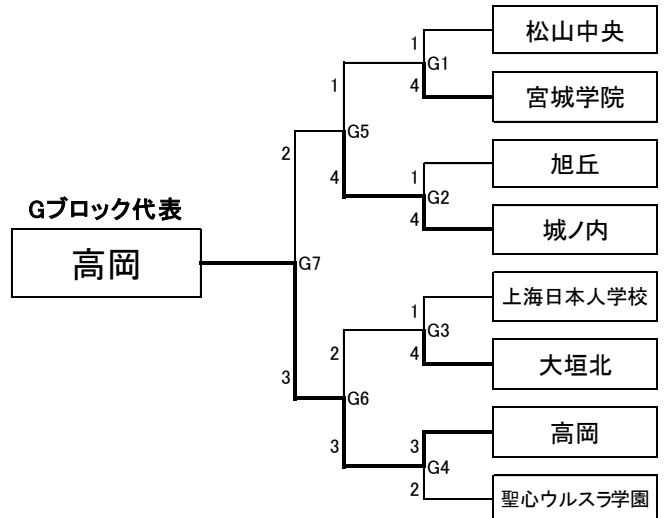 松山中央
1
G1
4
宮城学院
1
G5
4
旭丘
1
G2
4
城ノ内
2
Gブロック代表
高岡
G7
3
上海日本人学校
1
G3
4
大垣北
2
G6
3
高岡
3
G4
2
聖心ウルスラ学園